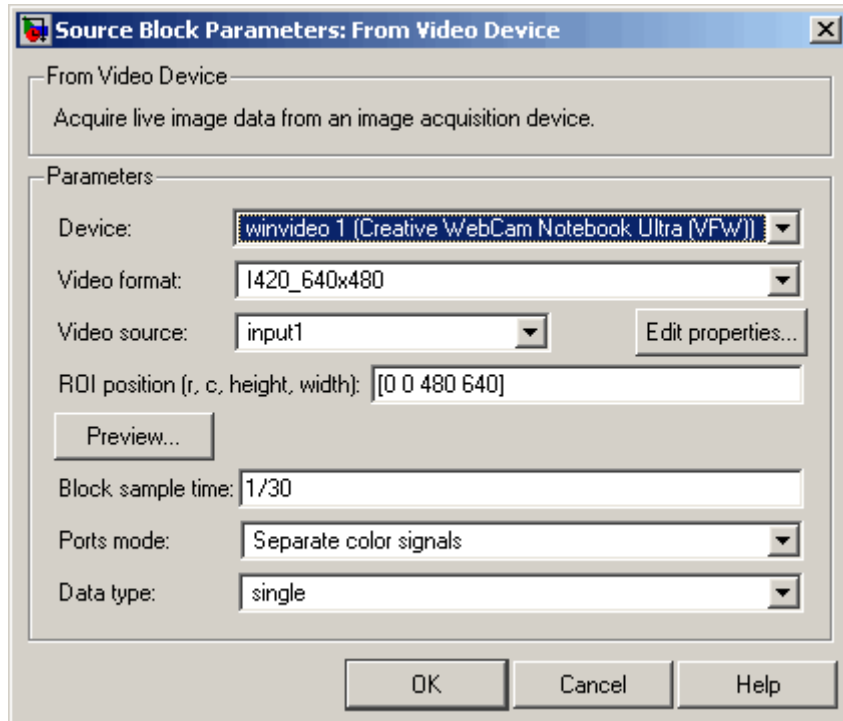 Source Block Parameters: From Video Device
From Video Device
Acquire live image data from an image acquisition device.
Parameters
Device: winvideo 1 (Creative WebCam Notebook Ultra (VFW))
Video format: I420_640x480
Video source: input1 Edit properties...
ROI position (r, c, height, width): [0 0 480 640]
Preview...
Block sample time: 1/30
Ports mode: Separate color signals
Data type: single
OK Cancel Help